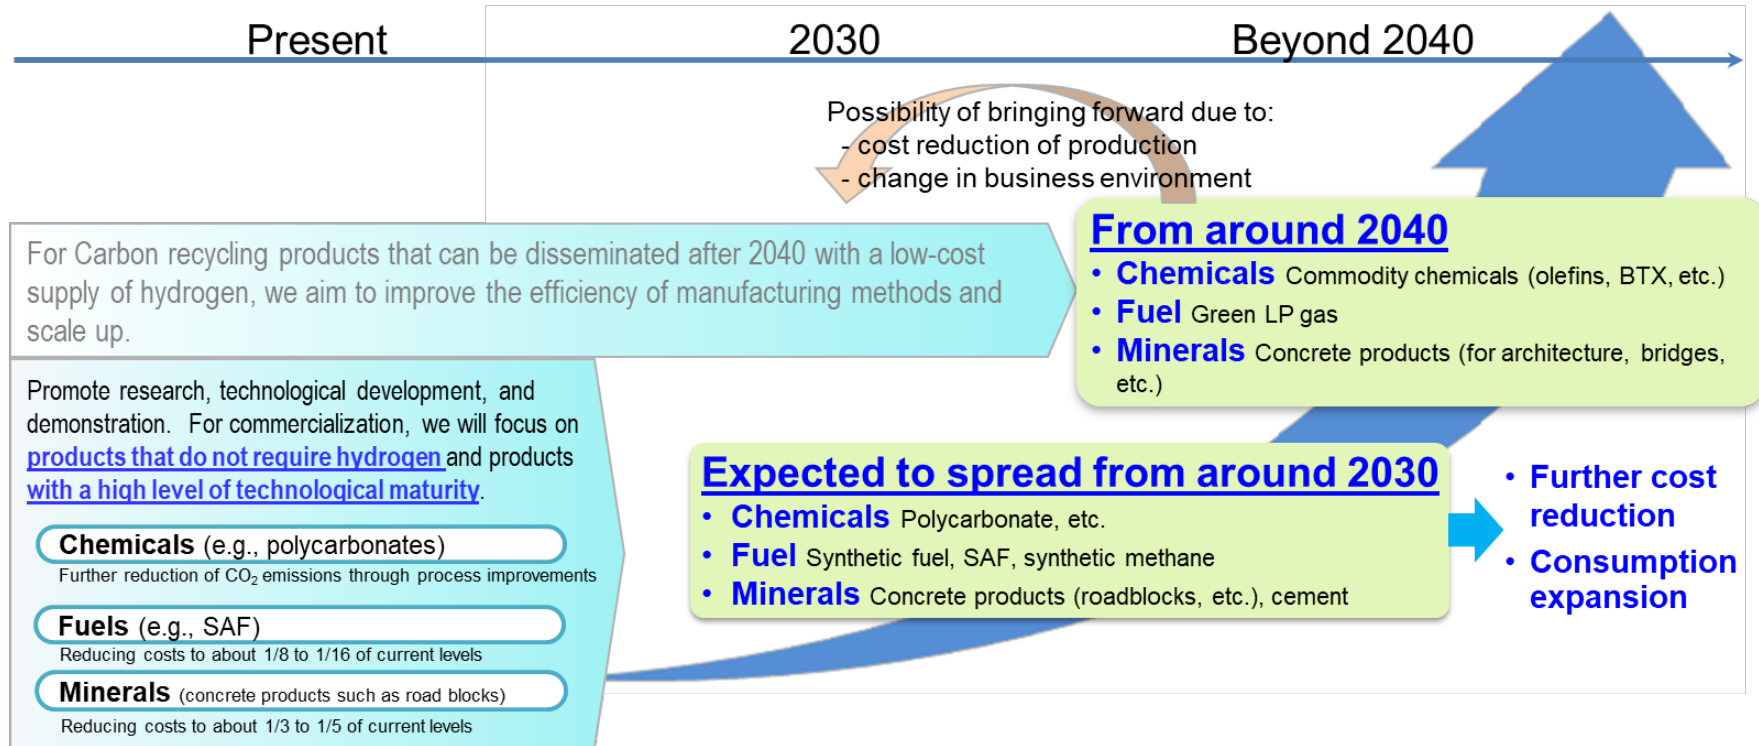 Present
2030
Beyond 2040
Possibility of bringing forward due to:
- cost reduction of production
- change in business environment
For Carbon recycling products that can be disseminated after 2040 with a low-cost
supply of hydrogen, we aim to improve the efficiency of manufacturing methods and
scale up.
From around 2040
• Chemicals Commodity chemicals (olefins, BTX, etc.)
• Fuel Green LP gas
• Minerals Concrete products (for architecture, bridges,
etc.)
Promote research, technological development, and
demonstration. For commercialization, we will focus on
products that do not require hydrogen and products
with a high level of technological maturity.
Chemicals (e.g., polycarbonates)
Further reduction of CO₂ emissions through process improvements
Fuels (e.g., SAF)
Reducing costs to about 1/8 to 1/16 of current levels
Minerals (concrete products such as road blocks)
Reducing costs to about 1/3 to 1/5 of current levels
Expected to spread from around 2030
• Chemicals Polycarbonate, etc.
• Fuel Synthetic fuel, SAF, synthetic methane
• Minerals Concrete products (roadblocks, etc.), cement
• Further cost
reduction
• Consumption
expansion